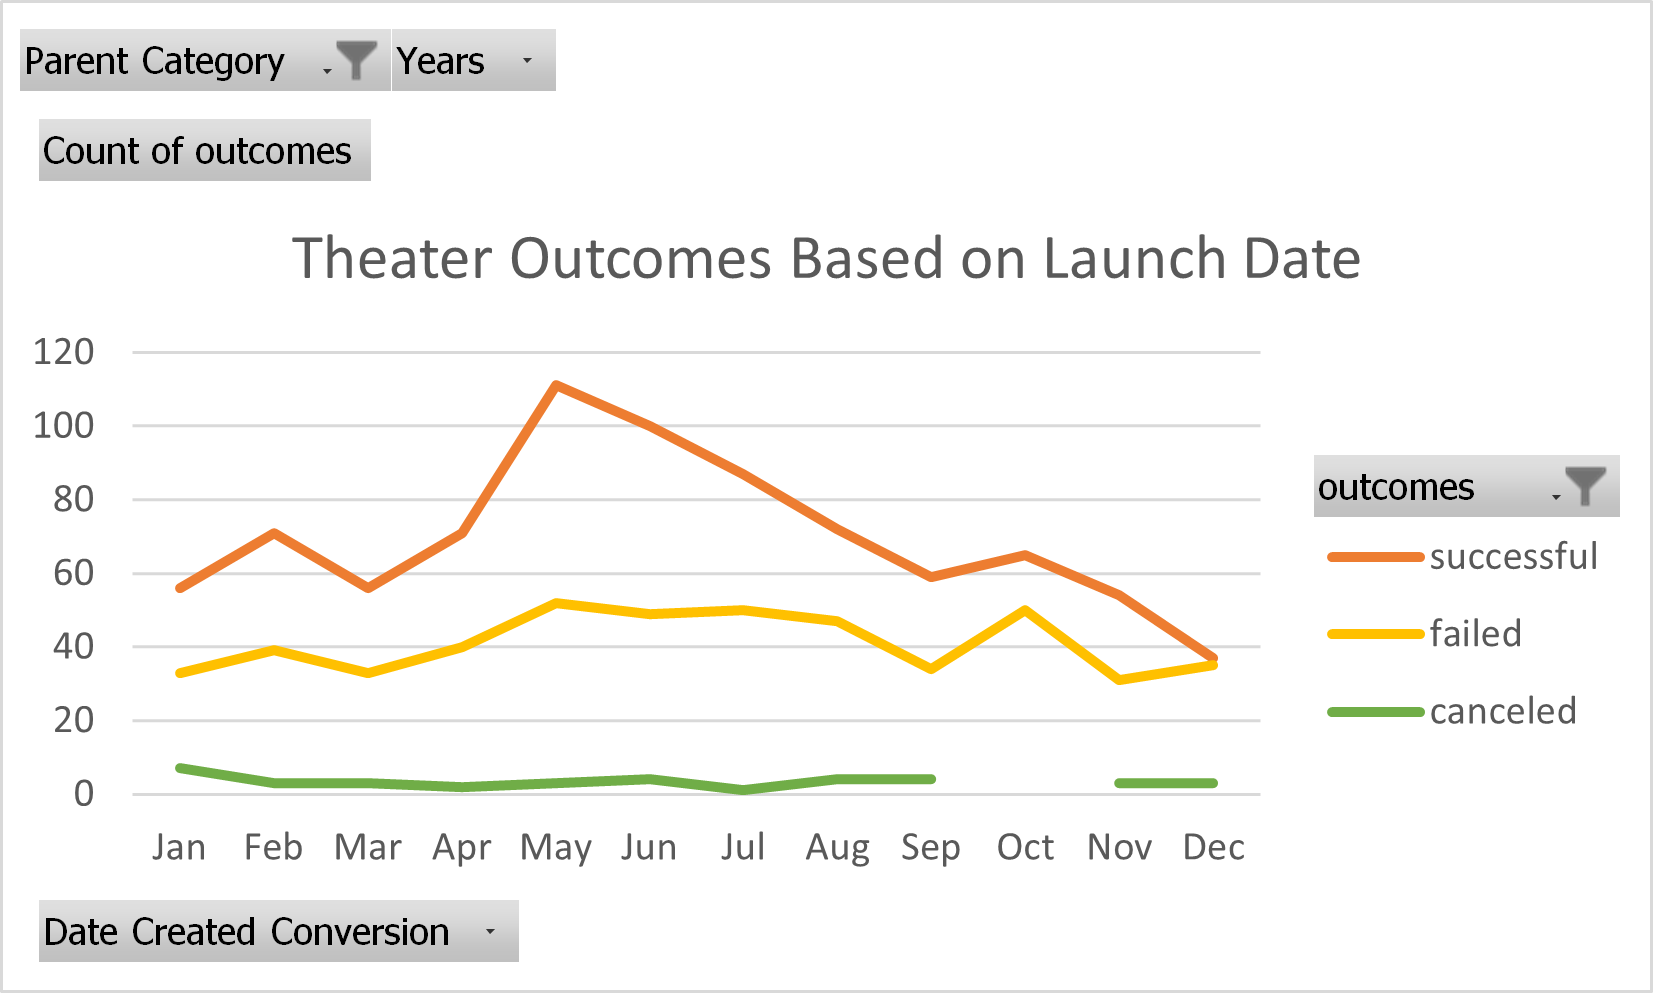 Parent Category Years
Count of outcomes
Theater Outcomes Based on Launch Date
120
100
80
60
40
20
0
Jan Feb Mar Apr May Jun Jul Aug Sep Oct Nov Dec
outcomes
successful
failed
canceled
Date Created Conversion